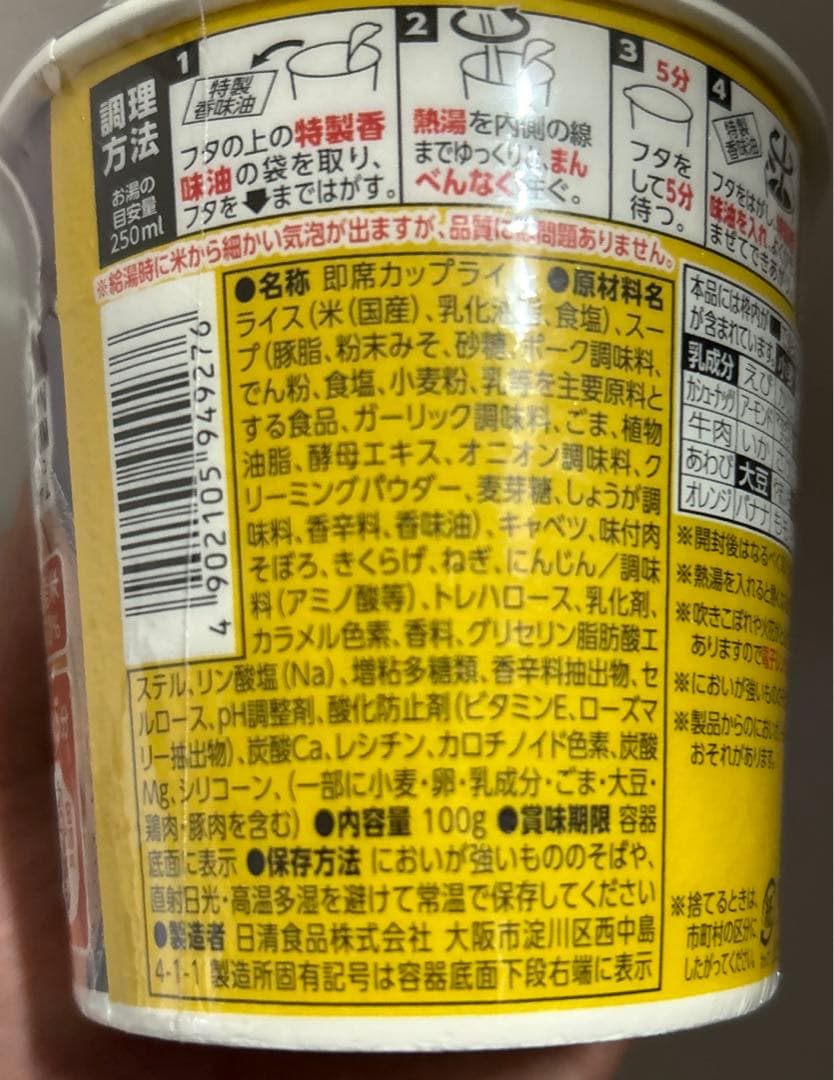 調理
方法
お湯の
目安量
250ml
1
特製
香味油
フタの上の特製香
味油の袋を取り、
フタを⬇まではがす。
2
熱湯を内側の線
までゆっくりと、まん
べんなく注ぐ。
3
5分
フタを
して5分
待つ。
4
特製
香味油
フタをはがし、
味油を入れ、よく
まぜてできあ
※給湯時に米から細かい気泡が出ますが、品質には問題ありません。
4 902105 949276
●名称 即席カップライス ●原材料名
ライス(米(国産)、乳化油脂、食塩)、スー
プ(豚脂、粉末みそ、砂糖、ポーク調味料、
でん粉、食塩、小麦粉、乳等を主要原料と
する食品、ガーリック調味料、ごま、植物
油脂、酵母エキス、オニオン調味料、ク
リーミングパウダー、麦芽糖、しょうが調
味料、香辛料、香味油)、キャベツ、味付肉
そぼろ、きくらげ、ねぎ、にんじん/調味
料(アミノ酸等)、トレハロース、乳化剤、
カラメル色素、香料、グリセリン脂肪酸エ
ステル、リン酸塩(Na)、増粘多糖類、香辛料抽出物、セ
ルロース、pH調整剤、酸化防止剤(ビタミンE、ローズマ
リー抽出物)、炭酸Ca、レシチン、カロチノイド色素、炭酸
Mg、シリコーン、(一部に小麦・卵・乳成分・ごま・大豆・
鶏肉・豚肉を含む) ●内容量 100g ●賞味期限 容器
底面に表示 ●保存方法 においが強いもののそばや、
直射日光・高温多湿を避けて常温で保存してください
●製造者 日清食品株式会社 大阪市淀川区西中島
4-1-1 製造所固有記号は容器底面下段右端に表示
本品には枠内が■
が含まれています。
乳成分 えび
カシューナッツ アーモンド
牛肉 いか
あわび 大豆
オレンジ バナナ もも
※開封後はなるべく
※熱湯を入れると
※吹きこぼれや
ありますので電子レン
※においが強いもの
※製品からのにおい
おそれがあります。
※捨てるときは、
市町村の区分に
したがってください。